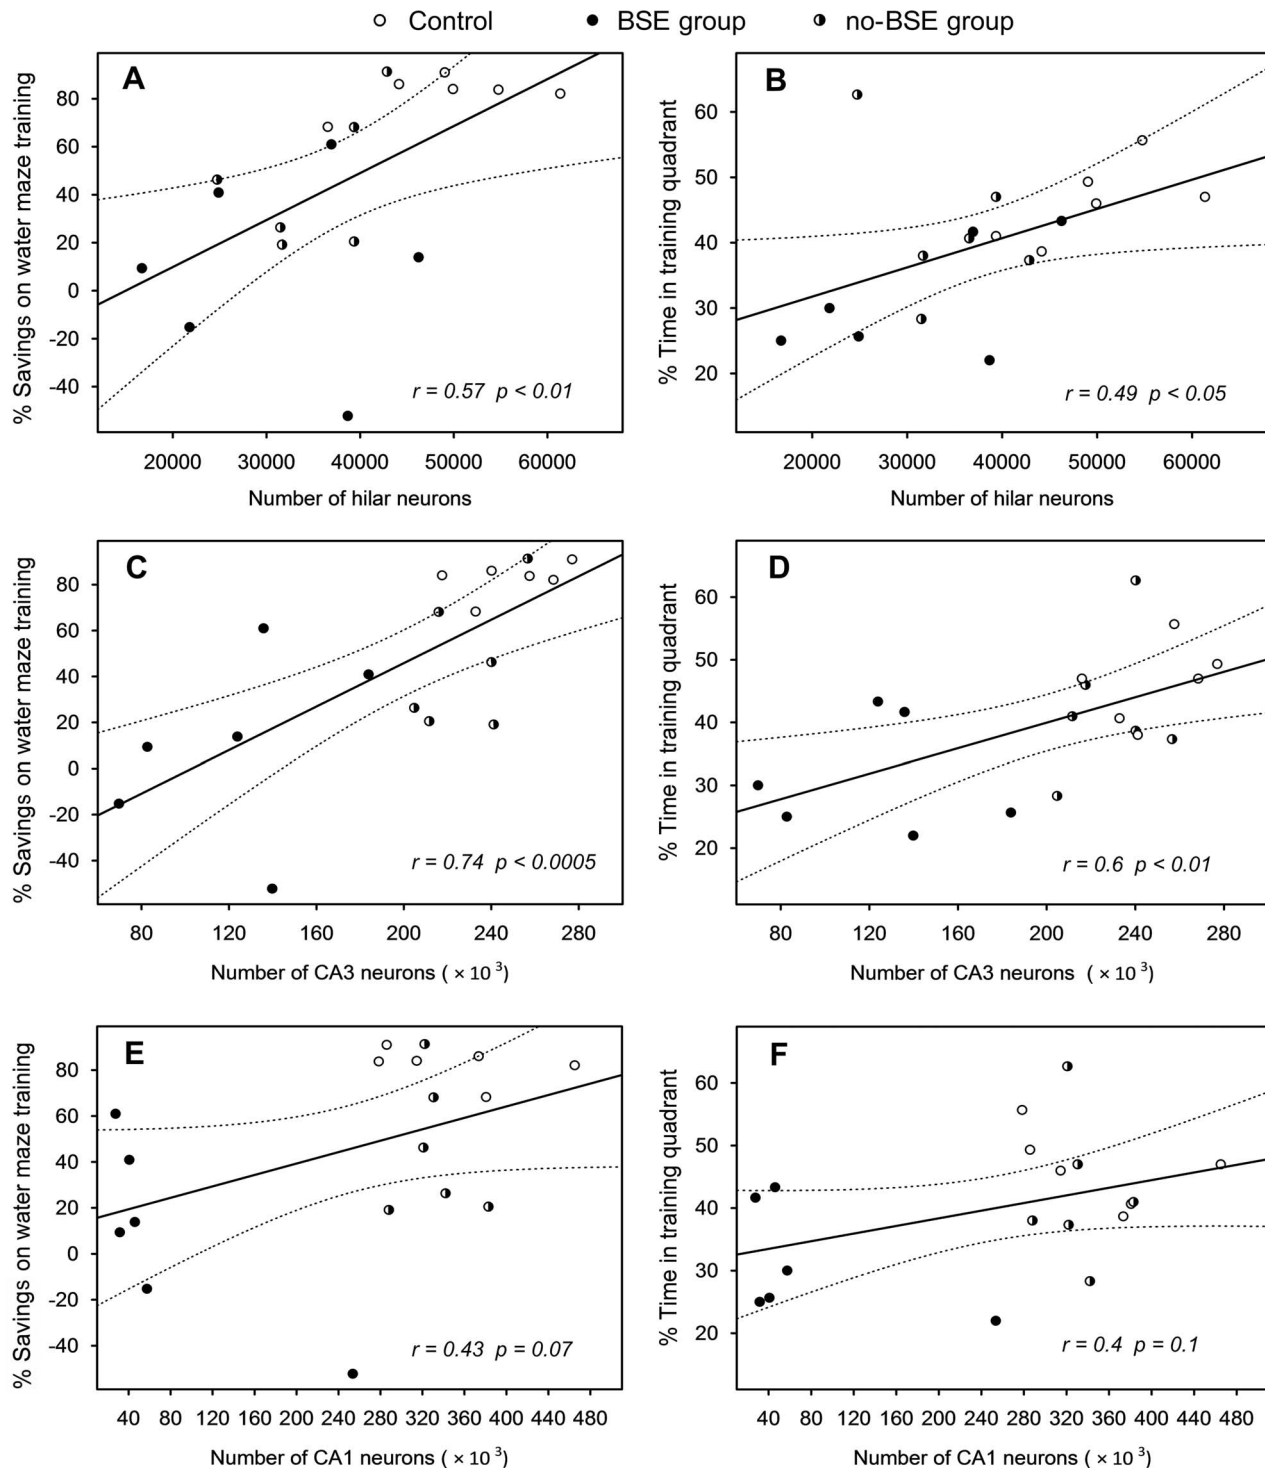 Control BSE group no-BSE group
A
% Savings on water maze training
80
60
40
20
0
-20
-40
r = 0.57 p < 0.01
20000 30000 40000 50000 60000
Number of hilar neurons
B
% Time in training quadrant
60
50
40
30
20
r = 0.49 p < 0.05
20000 30000 40000 50000 60000
Number of hilar neurons
C
% Savings on water maze training
80
60
40
20
0
-20
-40
r = 0.74 p < 0.0005
80 120 160 200 240 280
Number of CA3 neurons ( × 10 ³)
D
% Time in training quadrant
60
50
40
30
20
r = 0.6 p < 0.01
80 120 160 200 240 280
Number of CA3 neurons ( × 10 ³)
E
% Savings on water maze training
80
60
40
20
0
-20
-40
r = 0.43 p = 0.07
40 80 120 160 200 240 280 320 360 400 440 480
Number of CA1 neurons ( × 10 ³)
F
% Time in training quadrant
60
50
40
30
20
r = 0.4 p = 0.1
40 80 120 160 200 240 280 320 360 400 440 480
Number of CA1 neurons ( × 10 ³)